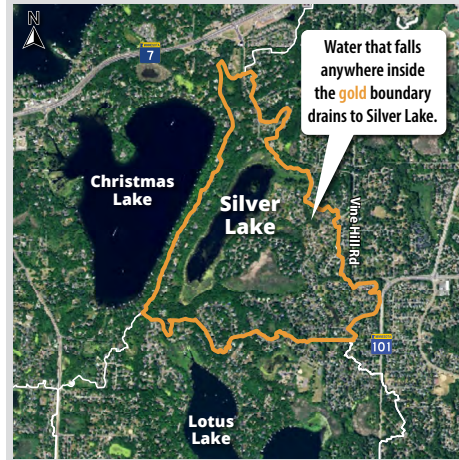 N
7
Water that falls
anywhere inside
the gold boundary
drains to Silver Lake.
Christmas
Lake
Silver
Lake
Vine Hill Rd
101
Lotus
Lake